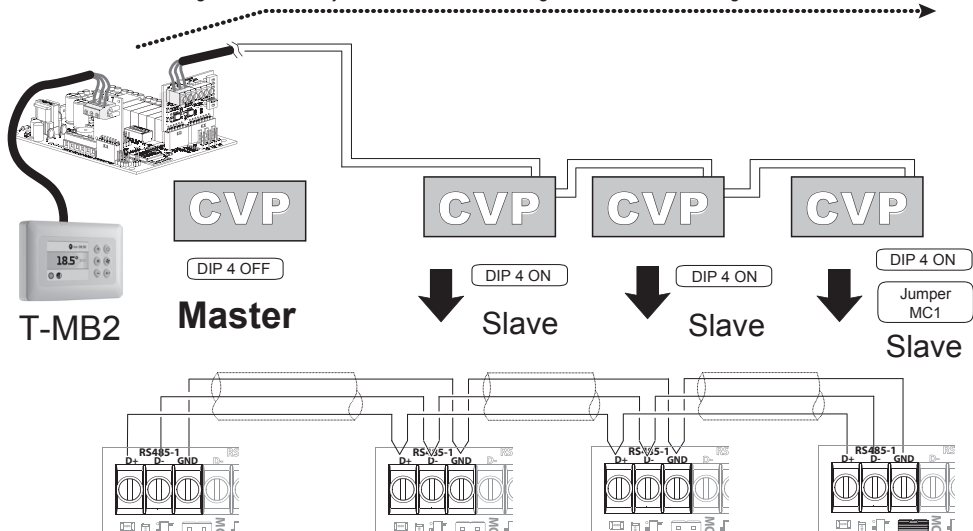 CVP CVP CVP CVP
DIP 4 OFF DIP 4 ON DIP 4 ON DIP 4 ON
18.5°
Jumper
MC1
T-MB2 Master Slave Slave Slave
RS485-1 RS485-1 RS485-1 RS485-1
D+ D- GND D- D+ D- GND D- D+ D- GND D- D+ D- GND D-